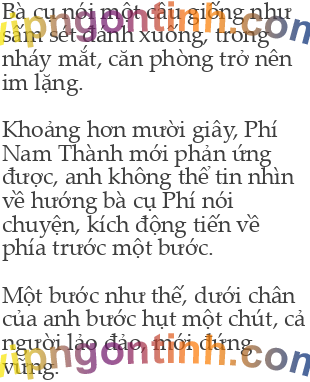 Bà cụ nói một câu giống như
sấm sét đánh xuống, trong
nháy mắt, căn phòng trở nên
im lặng.
Khoảng hơn mười giây, Phí
Nam Thành mới phản ứng
được, anh không thể tin nhìn
về hướng bà cụ Phí nói
chuyện, kích động tiến về
phía trước một bước.
Một bước như thế, dưới chân
của anh bước hụt một chút, cả
người lảo đảo, mới đứng
vững.
vipngontinh.com
vipngontinh.com